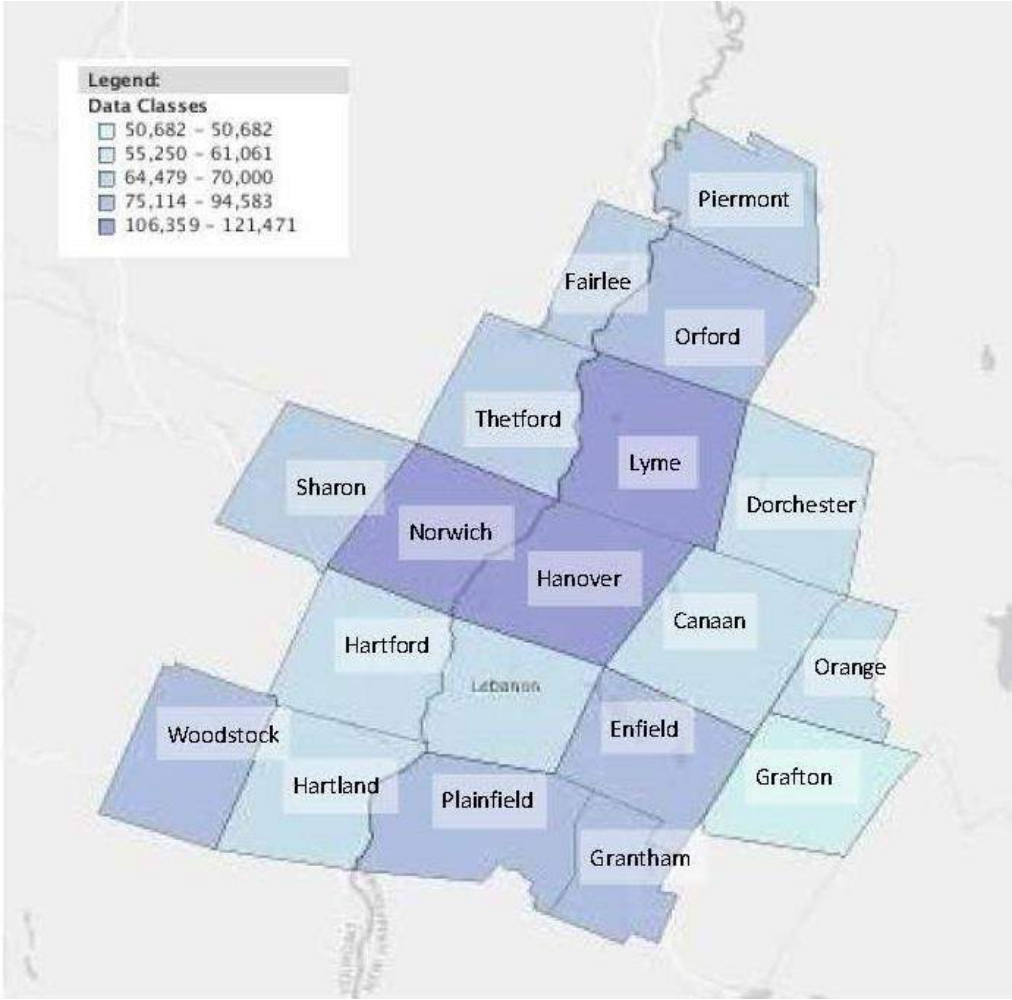 Legend:
Data Classes
50,682 - 50,682
55,250 - 61,061
64,479 - 70,000
75,114 - 94,583
106,359 - 121,471
Piermont
Fairlee
Orford
Thetford
Lyme
Sharon
Dorchester
Norwich
Hanover
Canaan
Hartford
Orange
Lebanon
Enfield
Woodstock
Grafton
Hartland
Plainfield
Grantham